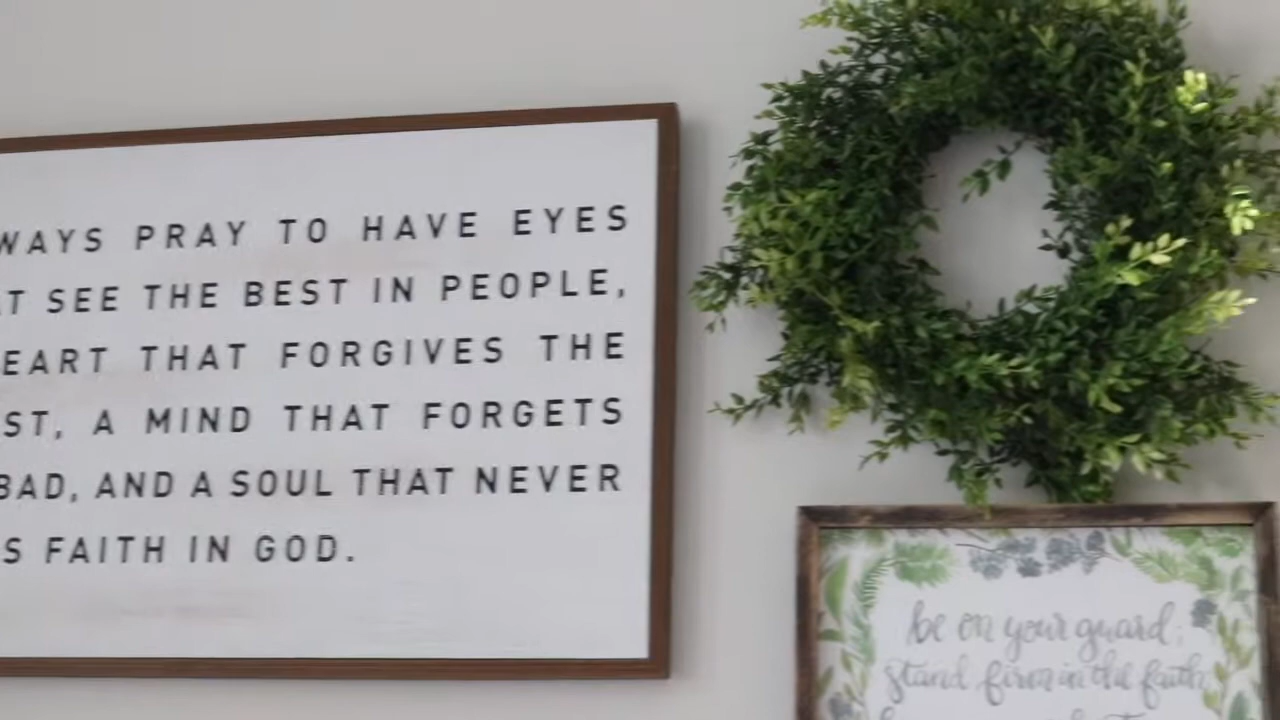 WAYS PRAY TO HAVE EYES
AT SEE THE BEST IN PEOPLE,
EART THAT FORGIVES THE
ST, A MIND THAT FORGETS
BAD, AND A SOUL THAT NEVER
S FAITH IN GOD.
be on your guard;
stand firm in the faith